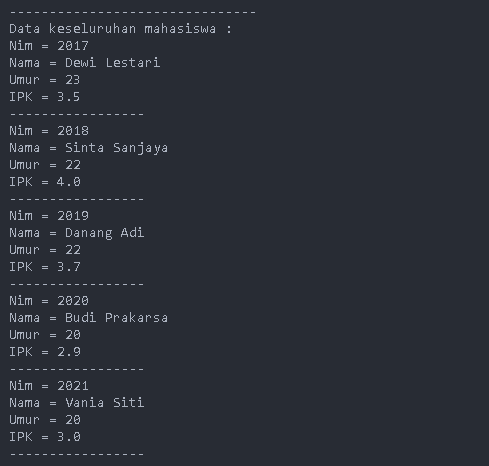 -------------------------------
Data keseluruhan mahasiswa :
Nim = 2017
Nama = Dewi Lestari
Umur = 23
IPK = 3.5
-----------------
Nim = 2018
Nama = Sinta Sanjaya
Umur = 22
IPK = 4.0
-----------------
Nim = 2019
Nama = Danang Adi
Umur = 22
IPK = 3.7
-----------------
Nim = 2020
Nama = Budi Prakarsa
Umur = 20
IPK = 2.9
-----------------
Nim = 2021
Nama = Vania Siti
Umur = 20
IPK = 3.0
-----------------